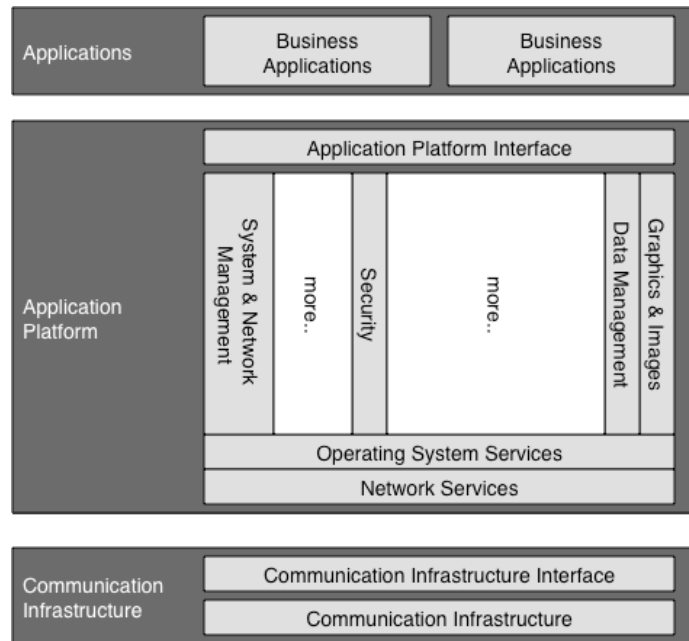 Applications
Business
Applications
Business
Applications
Application Platform Interface
Application
Platform
System & Network
Management
more..
Security
more..
Data Management
Graphics & Images
Operating System Services
Network Services
Communication
Infrastructure
Communication Infrastructure Interface
Communication Infrastructure